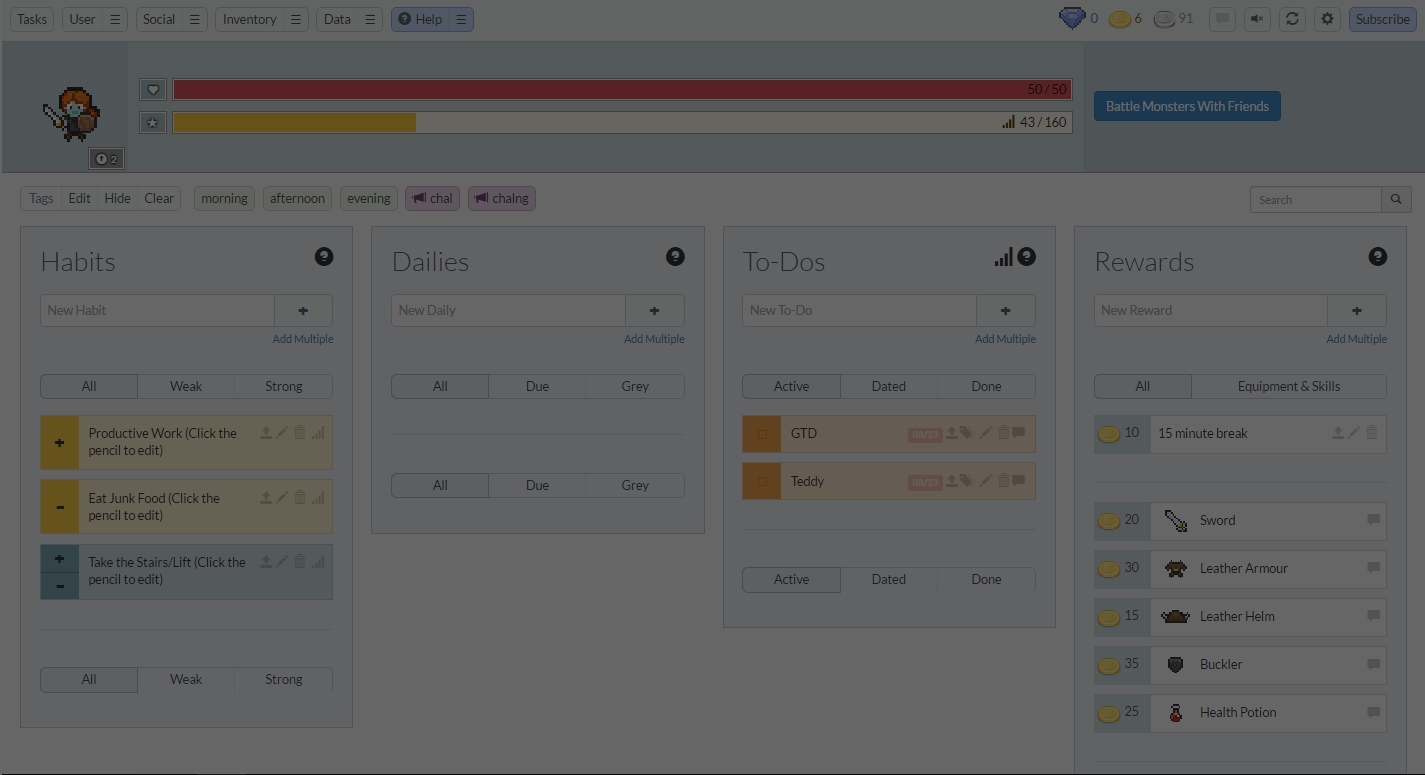 Tasks User Social Inventory Data Help 0 6 91 Subscribe
50 / 50
43 / 160
Battle Monsters With Friends
2
Tags Edit Hide Clear morning afternoon evening chal chalng Search
Habits
New Habit
Add Multiple
All Weak Strong
Productive Work (Click the
pencil to edit)
Eat Junk Food (Click the
pencil to edit)
Take the Stairs/Lift (Click the
pencil to edit)
All Weak Strong
Dailies
New Daily
Add Multiple
All Due Grey
All Due Grey
To-Dos
New To-Do
Add Multiple
Active Dated Done
GTD 08/23
Teddy 08/23
Active Dated Done
Rewards
New Reward
Add Multiple
All Equipment & Skills
10 15 minute break
20 Sword
30 Leather Armour
15 Leather Helm
35 Buckler
25 Health Potion